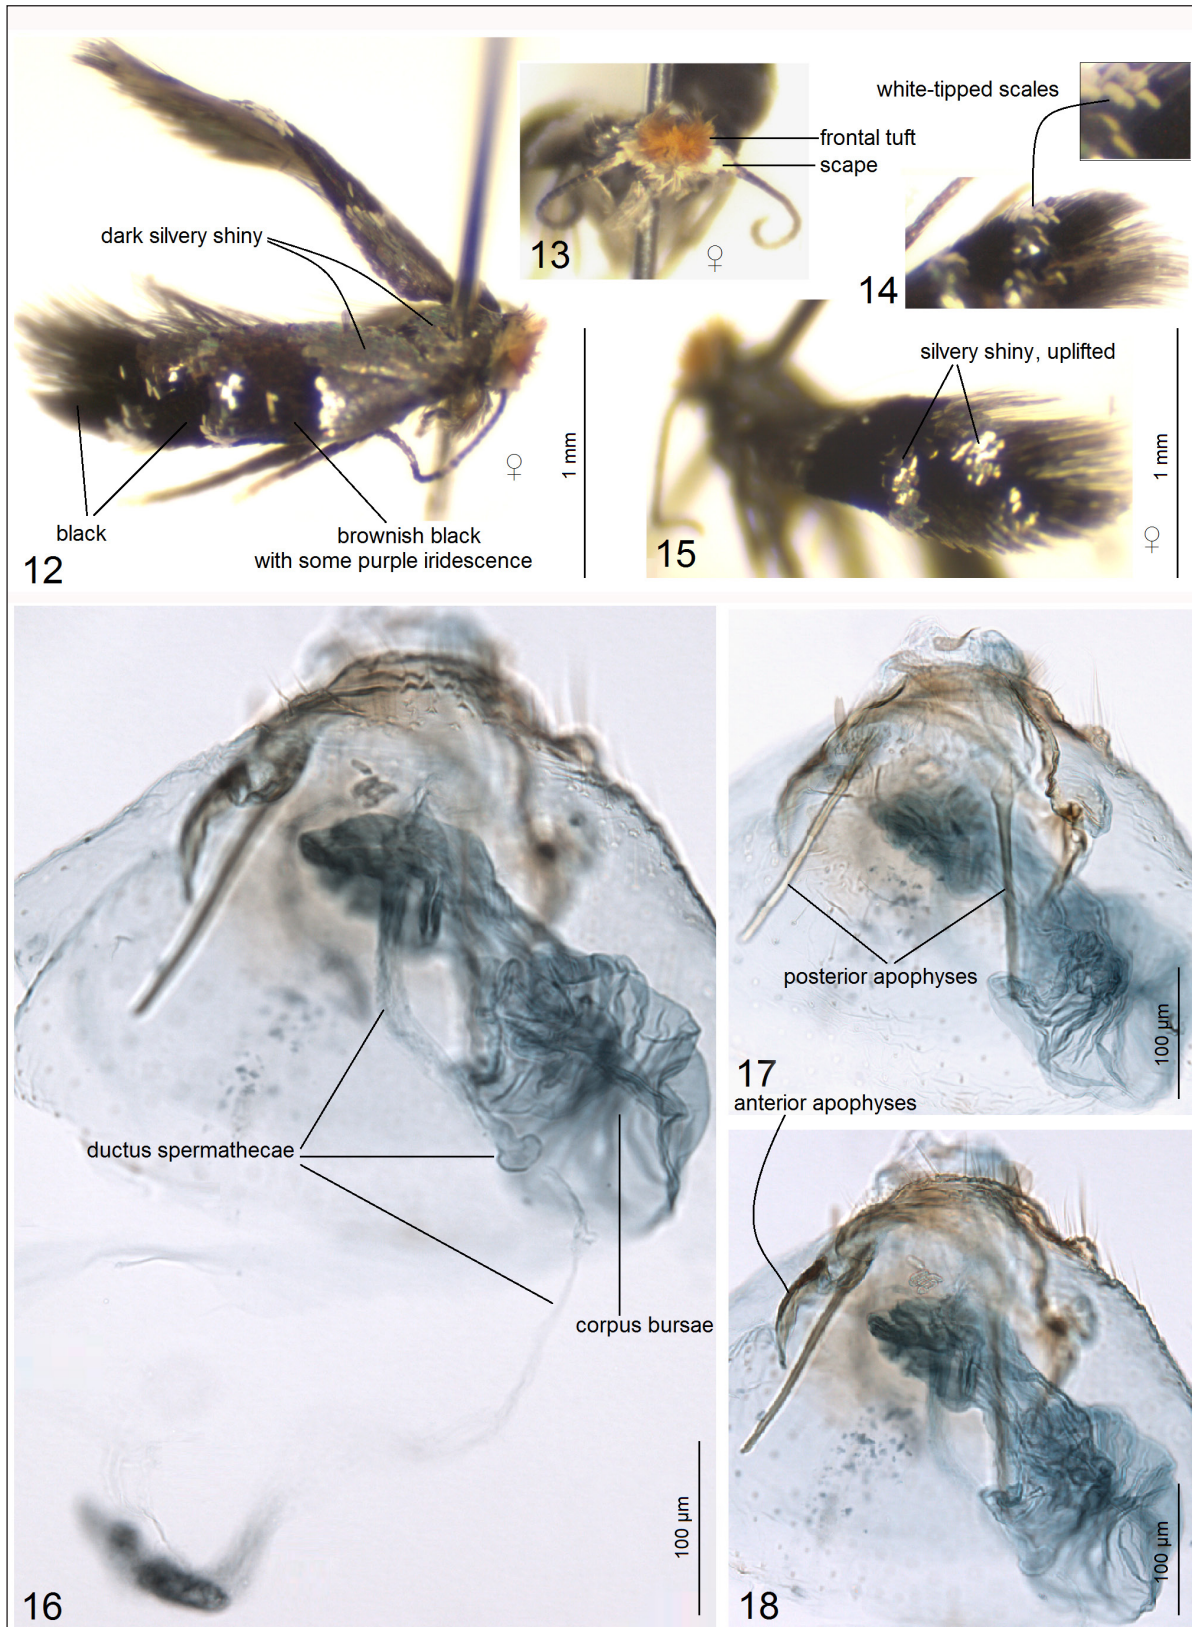 white-tipped scales
frontal tuft
scape
13
♀
14
dark silvery shiny
silvery shiny, uplifted
♀
1 mm
1 mm
♀
black
brownish black
with some purple iridescence
12
15
posterior apophyses
100 µm
17
anterior apophyses
ductus spermathecae
corpus bursae
100 µm
16
100 µm
18